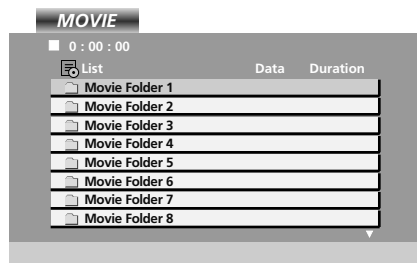 MOVIE
0 : 00 : 00
List Data Duration
Movie Folder 1
Movie Folder 2
Movie Folder 3
Movie Folder 4
Movie Folder 5
Movie Folder 6
Movie Folder 7
Movie Folder 8